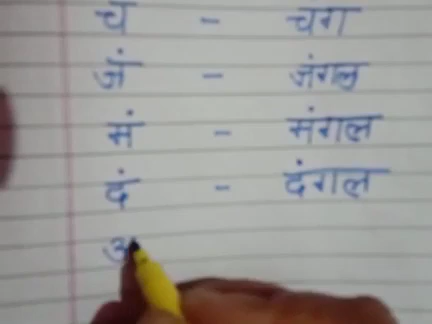 चं - चंग
जं - जंगल
मं - मंगल
दं - दंगल